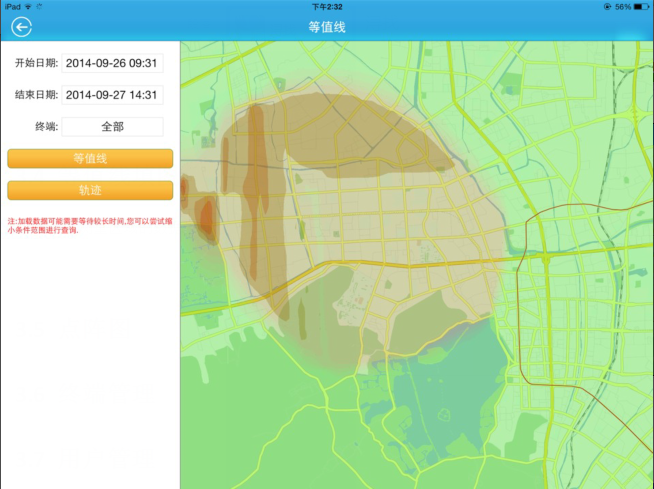 iPad 下午2:32 56%
等值线
开始日期: 2014-09-26 09:31
结束日期: 2014-09-27 14:31
终端: 全部
等值线
轨迹
注:加载数据可能需要等待较长时间,您可以尝试缩
小条件范围进行查询.